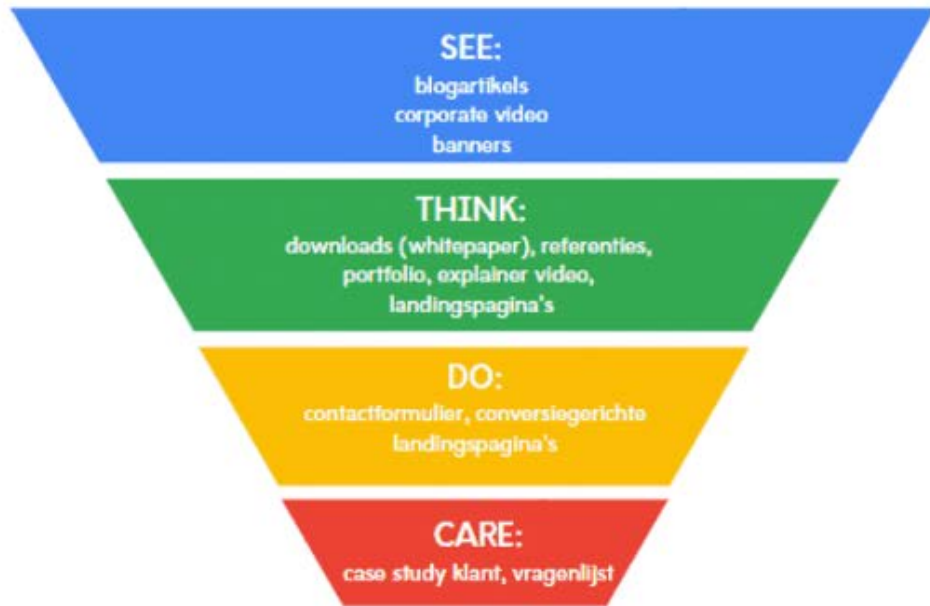 SEE:
blogartikels
corporate video
banners
THINK:
downloads (whitepaper), referenties,
portfolio, explainer video,
landingspagina's
DO:
contactformulier, conversiegerichte
landingspagina's
CARE:
case study klant, vragenlijst